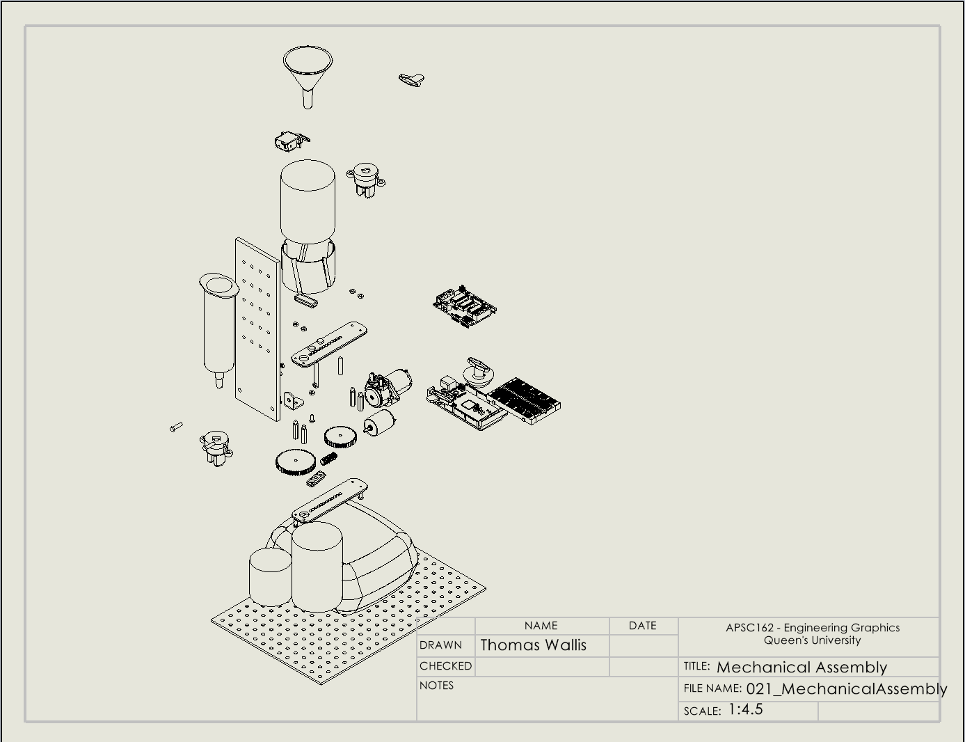 NAME DATE
APSC162 - Engineering Graphics
Queen's University
DRAWN Thomas Wallis
CHECKED
TITLE: Mechanical Assembly
NOTES
FILE NAME: 021_MechanicalAssembly
SCALE: 1:4.5